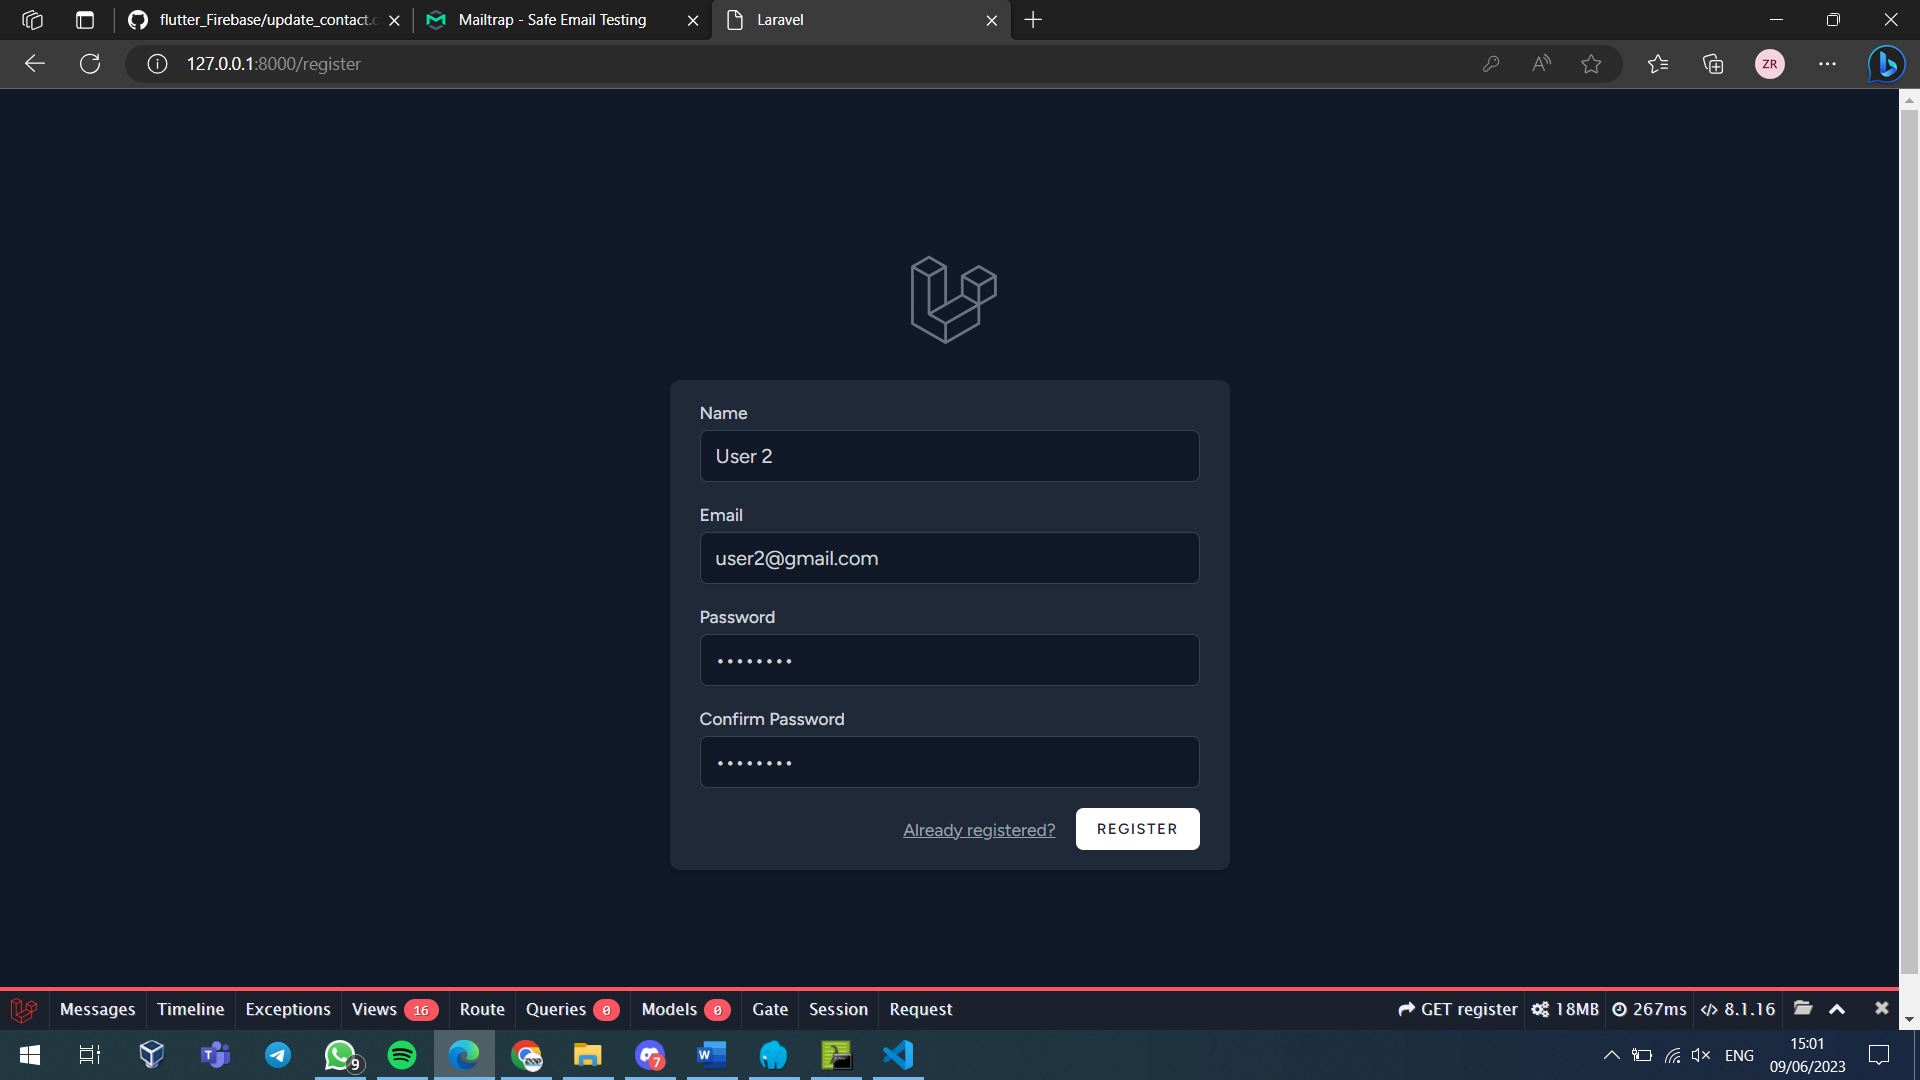 flutter_Firebase/update_contact.c
Mailtrap - Safe Email Testing
Laravel
127.0.0.1:8000/register
ZR
Name
User 2
Email
user2@gmail.com
Password
••••••••
Confirm Password
••••••••
Already registered?
REGISTER
Messages Timeline Exceptions Views 16 Route Queries 0 Models 0 Gate Session Request GET register 18MB 267ms 8.1.16
9
7
ENG
15:01
09/06/2023